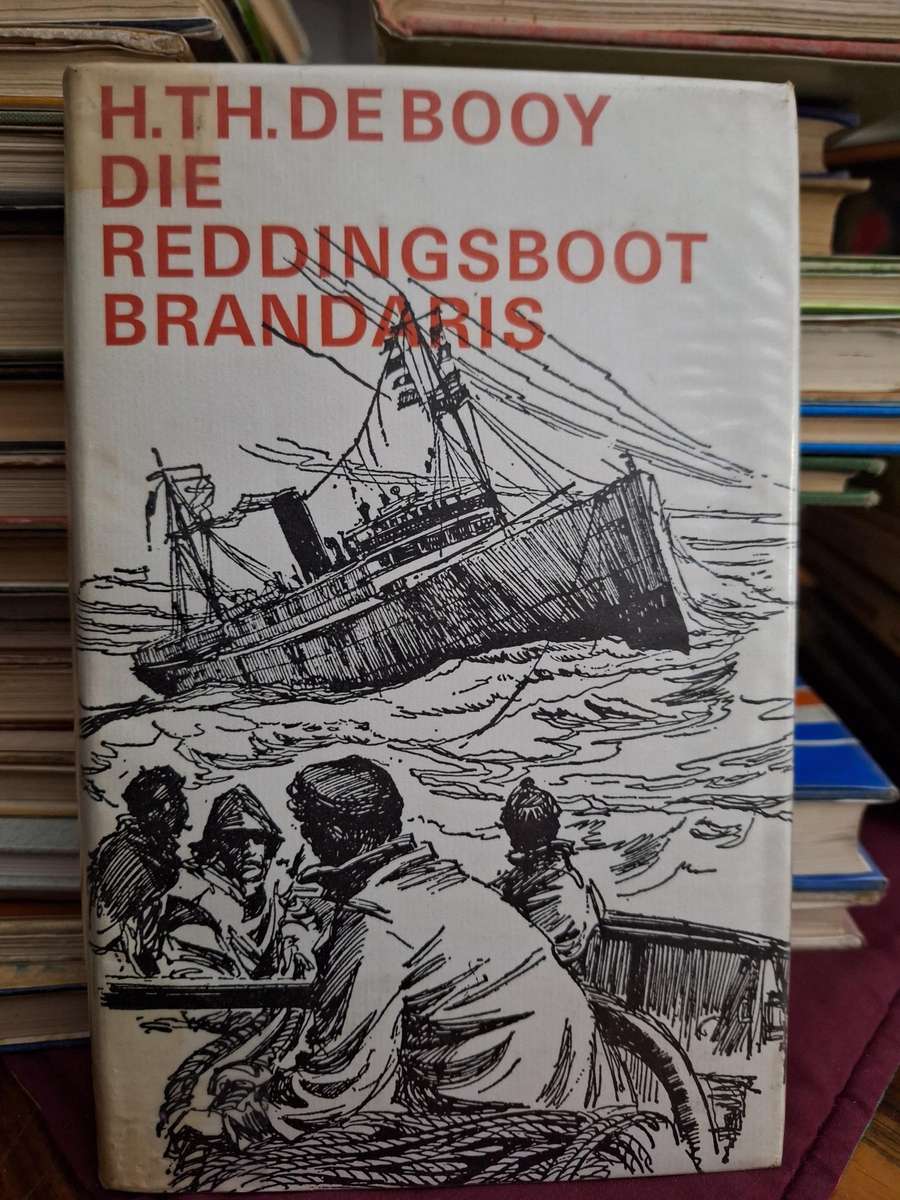 H.TH.DE BOOY
DIE
REDDINGSBOOT
BRANDARIS